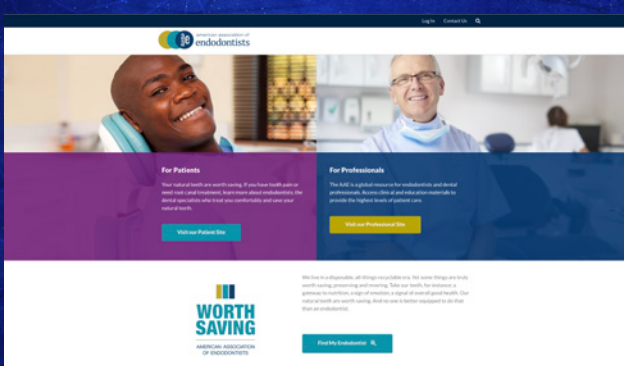 Log In Contact Us
american association of
endodontists
For Patients
Your natural teeth are worth saving. If you have tooth pain or
need root canal treatment, learn more about endodontists, the
dental specialists who treat you comfortably and save your
natural teeth.
Visit our Patient Site
For Professionals
The AAE is a global resource for endodontists and dental
professionals. Access clinical and education materials to
provide the highest levels of patient care.
Visit our Professional Site
WORTH
SAVING
AMERICAN ASSOCIATION
OF ENDODONTISTS
We live in a disposable, all-things-recyclable era. Yet some things are truly
worth saving, preserving and revering. Take our teeth, for instance: a
gateway to nutrition, a sign of emotion, a signal of overall good health. Our
natural teeth are worth saving. And no one is better equipped to do that
than an endodontist.
Find My Endodontist